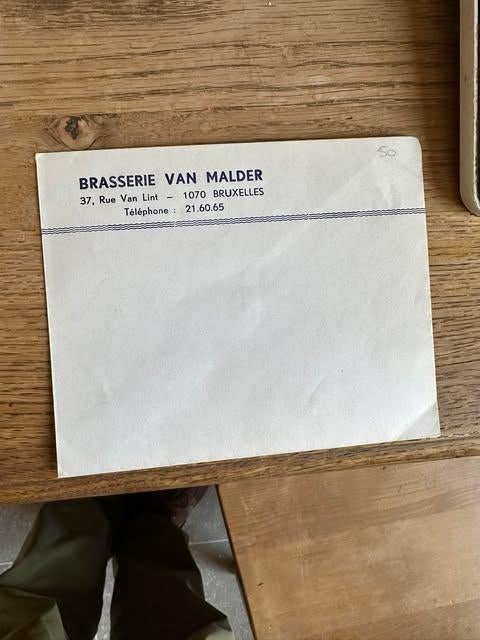 50
BRASSERIE VAN MALDER
37, Rue Van Lint – 1070 BRUXELLES
Téléphone : 21.60.65